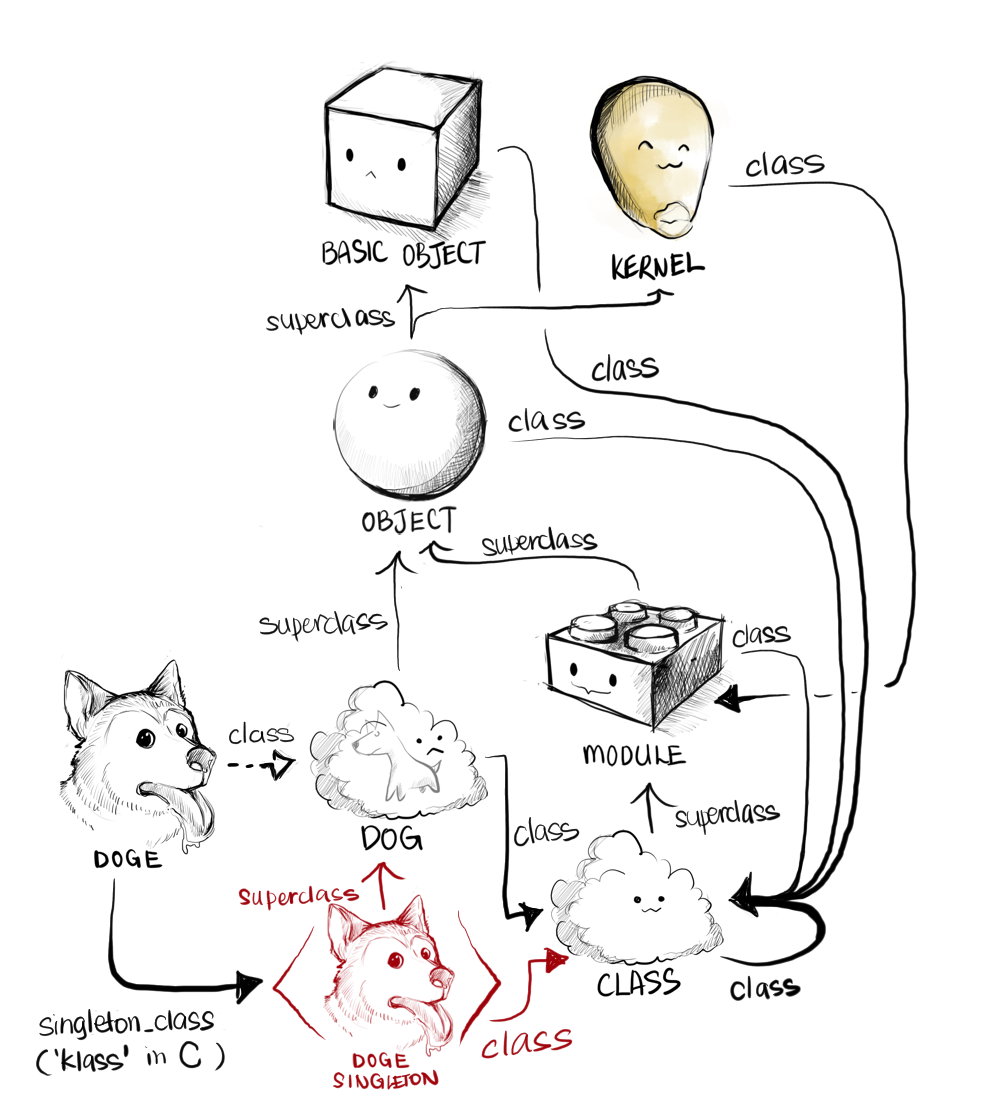 class
BASIC OBJECT
KERNEL
superclass
class
class
OBJECT
superclass
superclass
class
class
MODULE
superclass
DOG
class
DOGE
superclass
CLASS
class
singleton_class
('klass' in C)
class
DOGE
SINGLETON